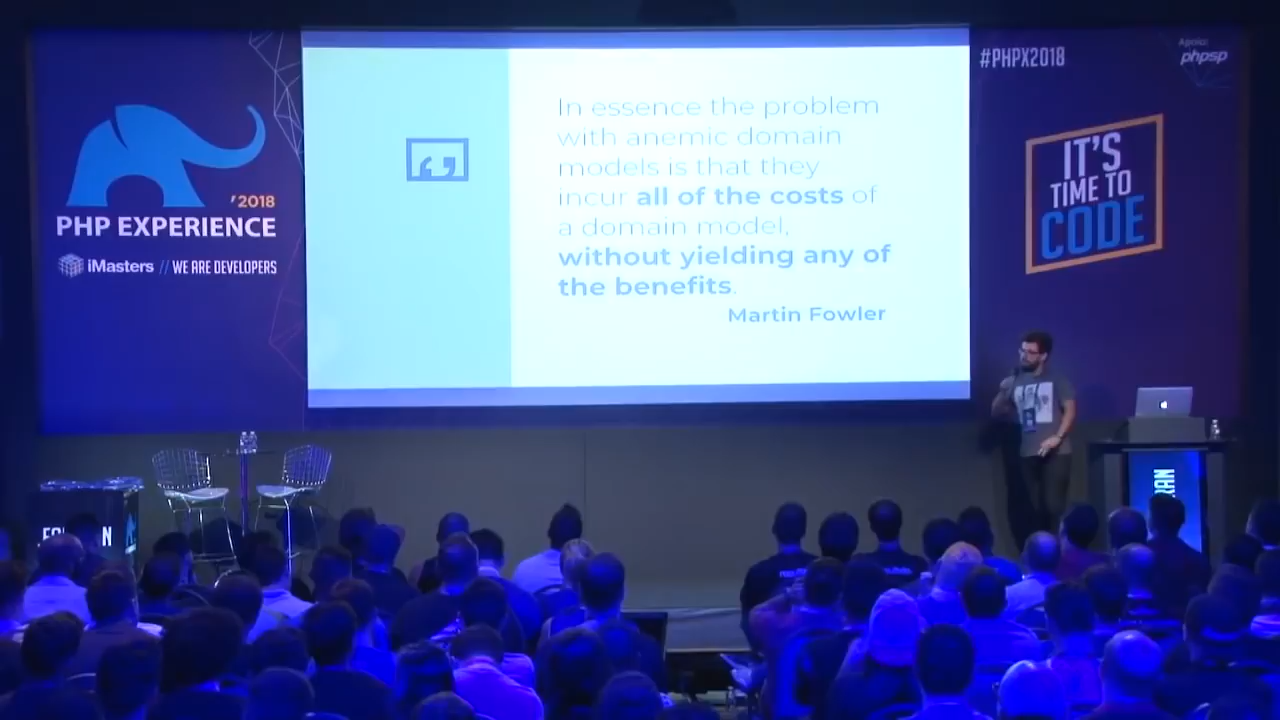 '2018
PHP EXPERIENCE
iMasters // WE ARE DEVELOPERS
In essence the problem
with anemic domain
models is that they
incur all of the costs of
a domain model,
without yielding any of
the benefits.
Martin Fowler
#PHPX2018
Apoio:
phpsp
IT'S
TIME TO
CODE